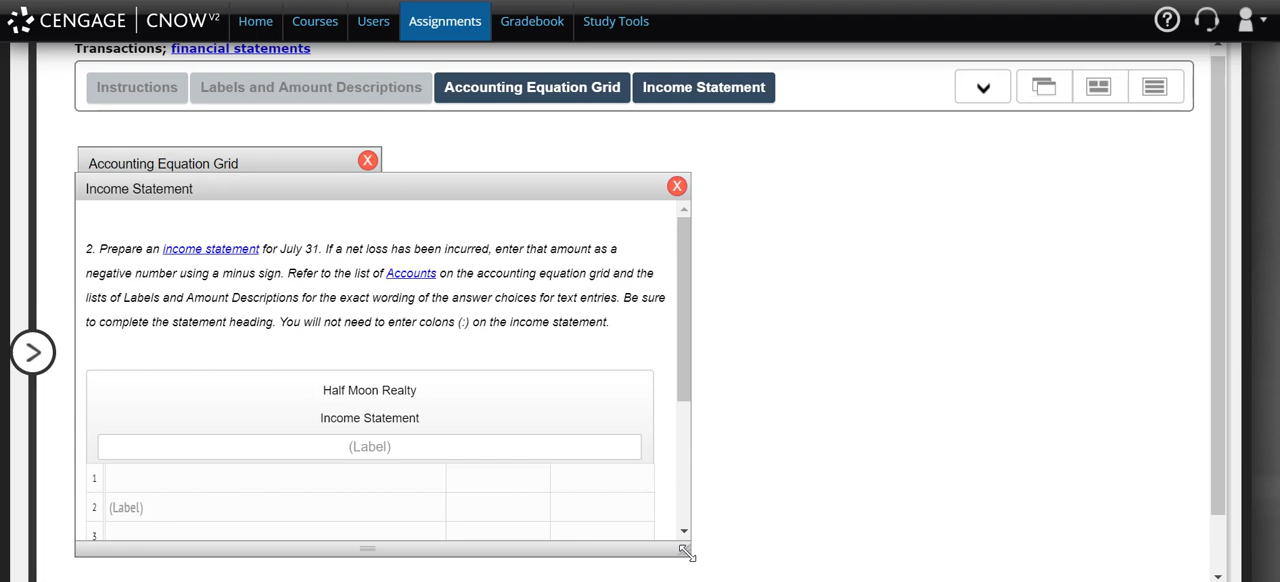 CENGAGE | CNOWv2 Home Courses Users Assignments Gradebook Study Tools
Transactions; financial statements
Instructions Labels and Amount Descriptions Accounting Equation Grid Income Statement
Accounting Equation Grid X
Income Statement X
2. Prepare an income statement for July 31. If a net loss has been incurred, enter that amount as a
negative number using a minus sign. Refer to the list of Accounts on the accounting equation grid and the
lists of Labels and Amount Descriptions for the exact wording of the answer choices for text entries. Be sure
to complete the statement heading. You will not need to enter colons (:) on the income statement.
Half Moon Realty
Income Statement
(Label)
1
2 (Label)
3